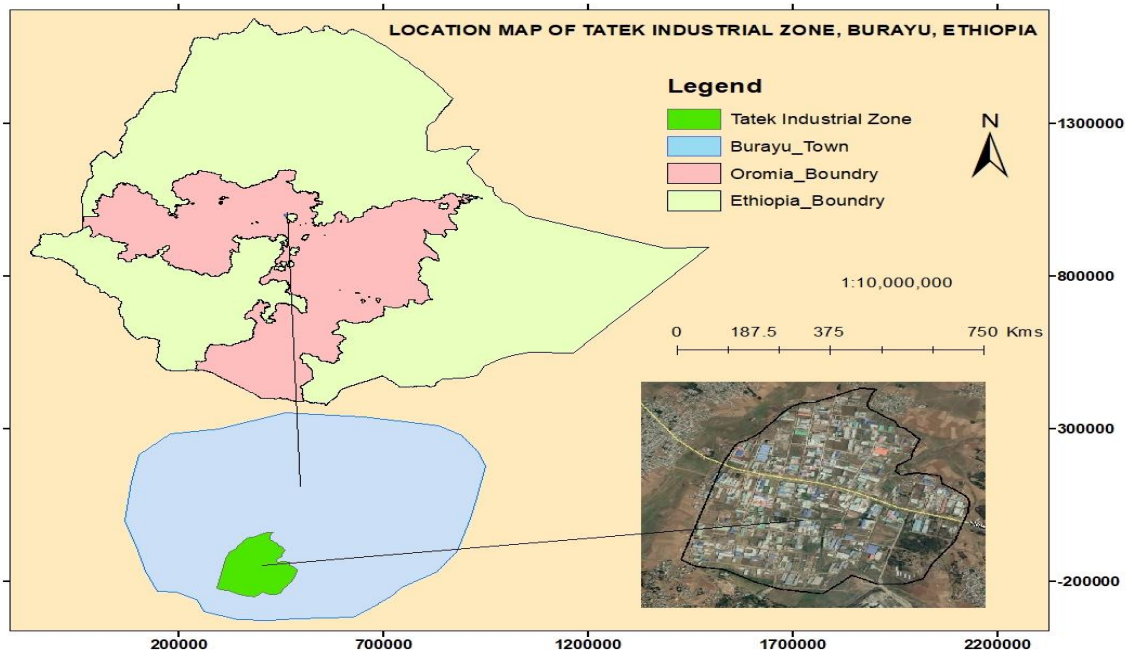 LOCATION MAP OF TATEK INDUSTRIAL ZONE, BURAYU, ETHIOPIA
Legend
Tatek Industrial Zone
Burayu_Town
Oromia_Boundry
Ethiopia_Boundry
N
1300000
800000
1:10,000,000
0 187.5 375 750 Kms
300000
-200000
200000 700000 1200000 1700000 2200000